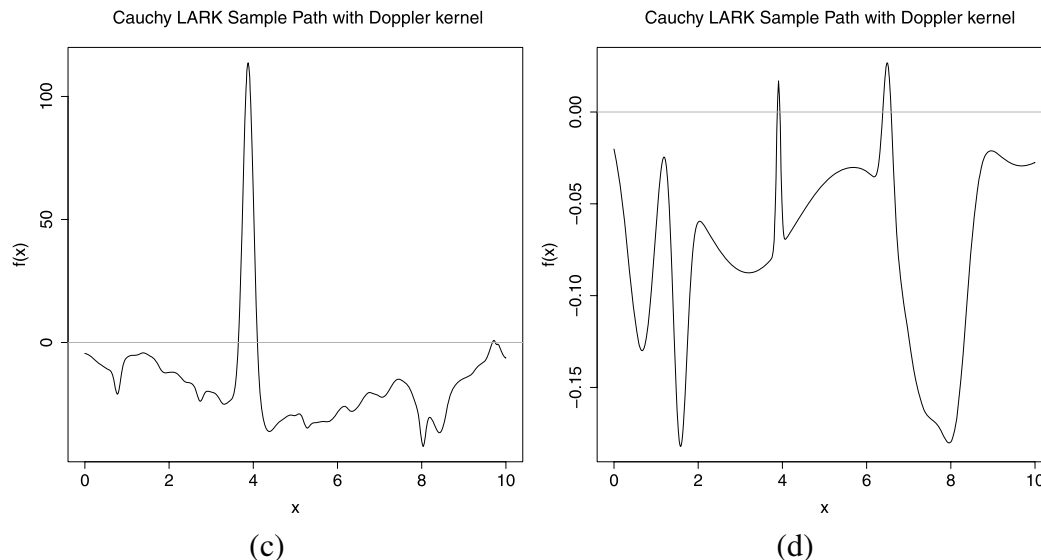 Cauchy LARK Sample Path with Doppler kernel
f(x)
100
50
0
0 2 4 6 8 10
x
(c)
Cauchy LARK Sample Path with Doppler kernel
f(x)
0.00
−0.05
−0.10
−0.15
0 2 4 6 8 10
x
(d)